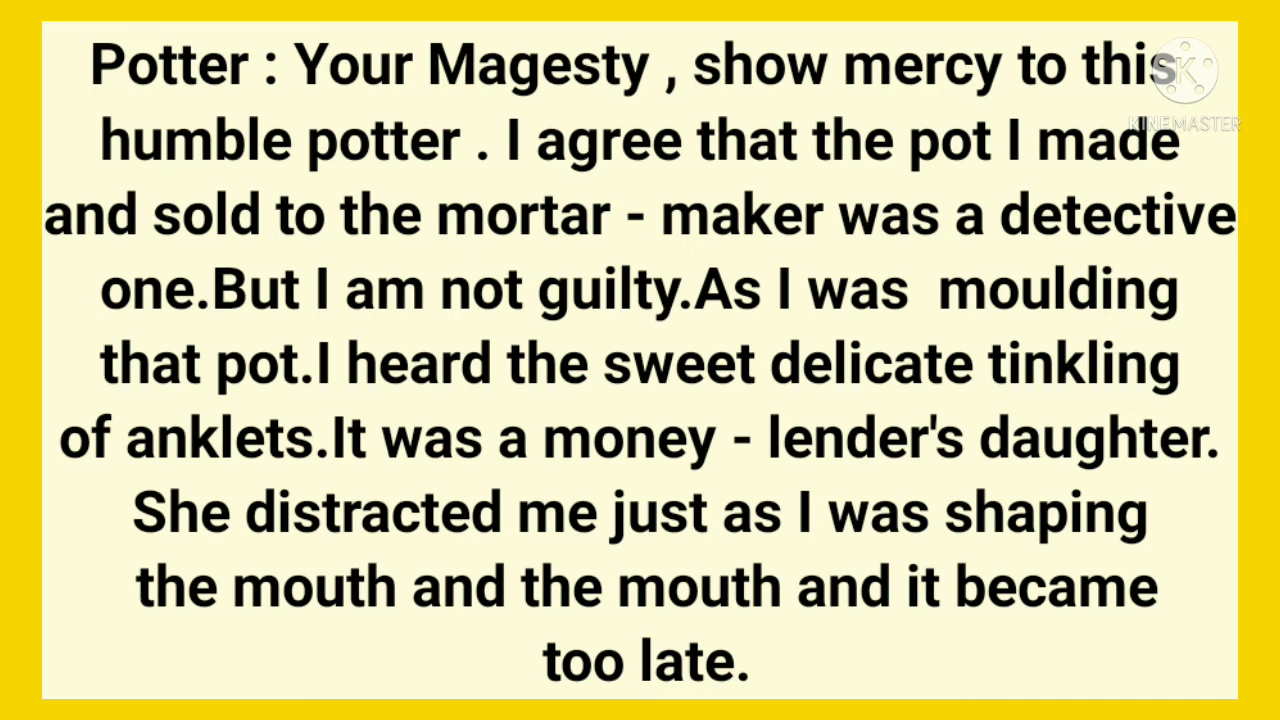 Potter : Your Magesty , show mercy to this
humble potter . I agree that the pot I made
and sold to the mortar - maker was a detective
one.But I am not guilty.As I was  moulding
that pot.I heard the sweet delicate tinkling
of anklets.It was a money - lender's daughter.
She distracted me just as I was shaping
the mouth and the mouth and it became
too late.
SK
KINEMASTER